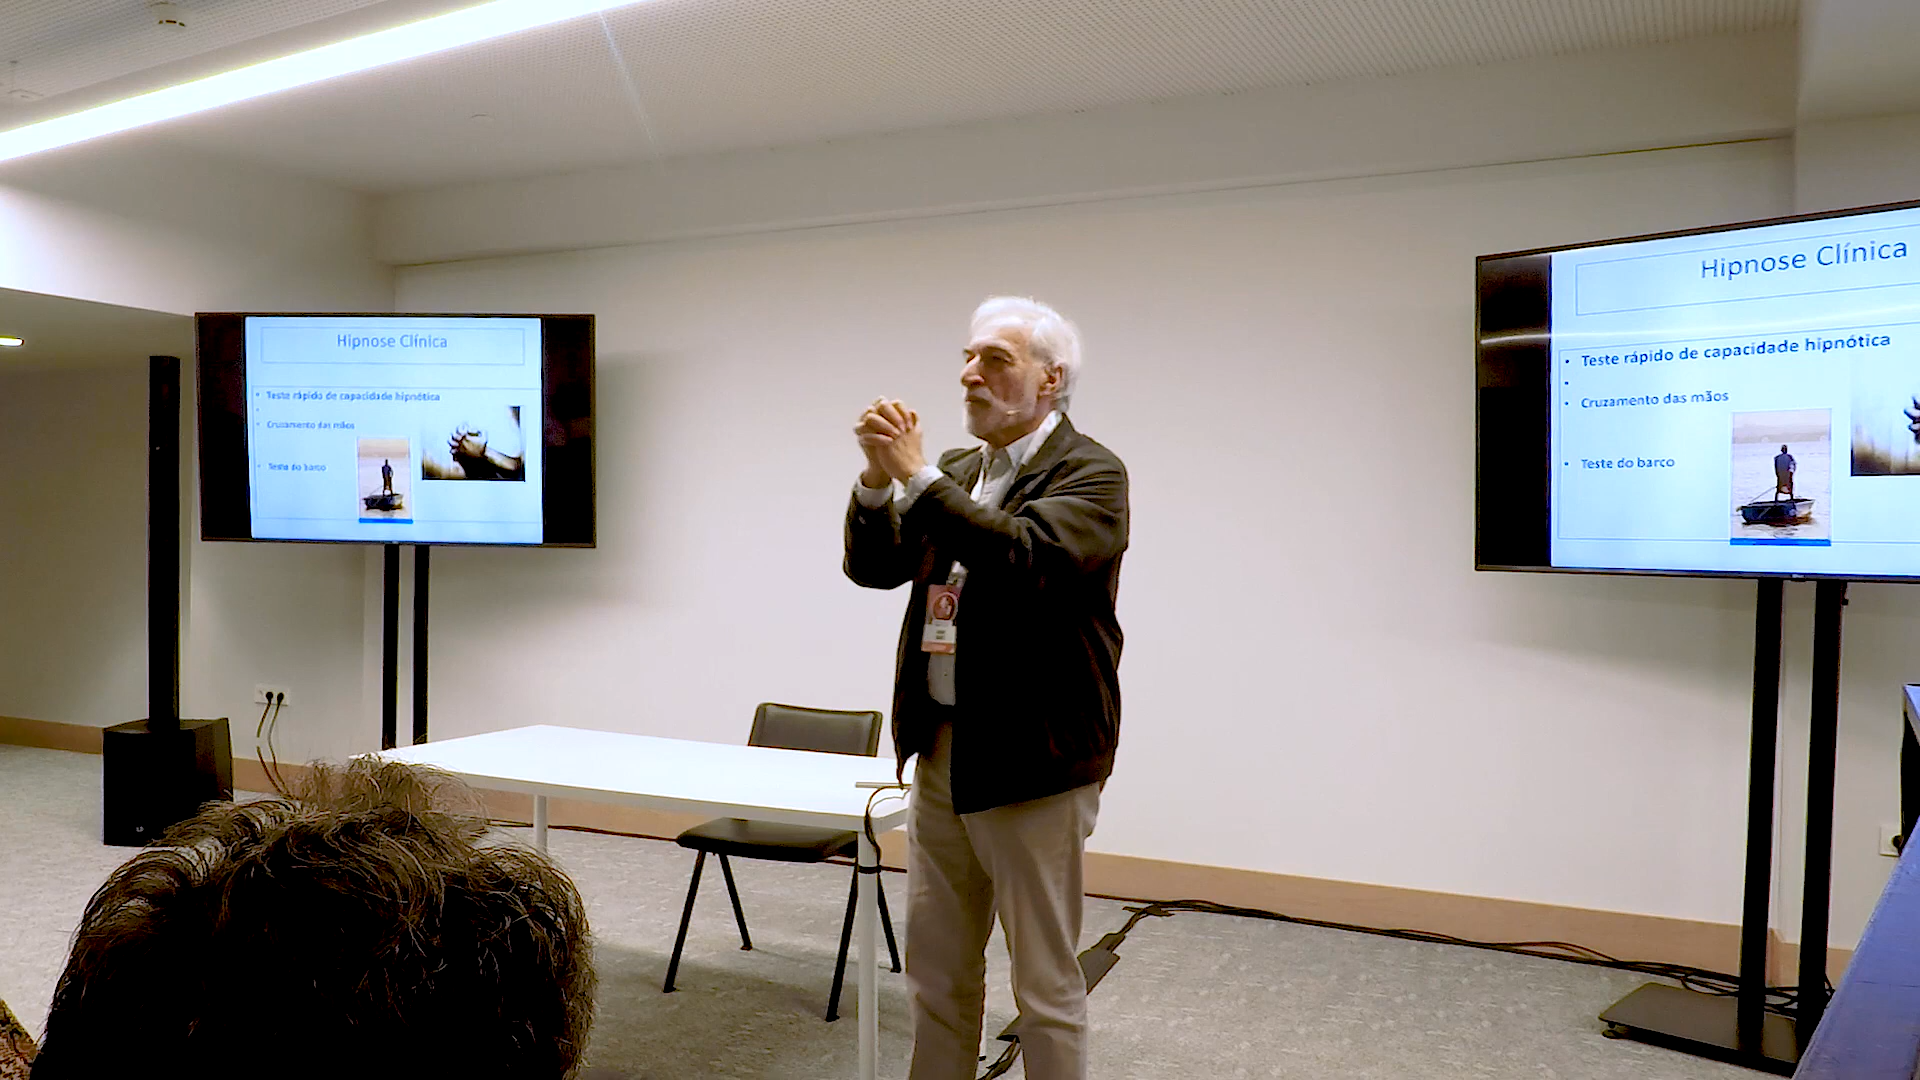 Hipnose Clínica
Teste rápido de capacidade hipnótica
Cruzamento das mãos
Teste do barco
Hipnose Clínica
Teste rápido de capacidade hipnótica
Cruzamento das mãos
Teste do barco